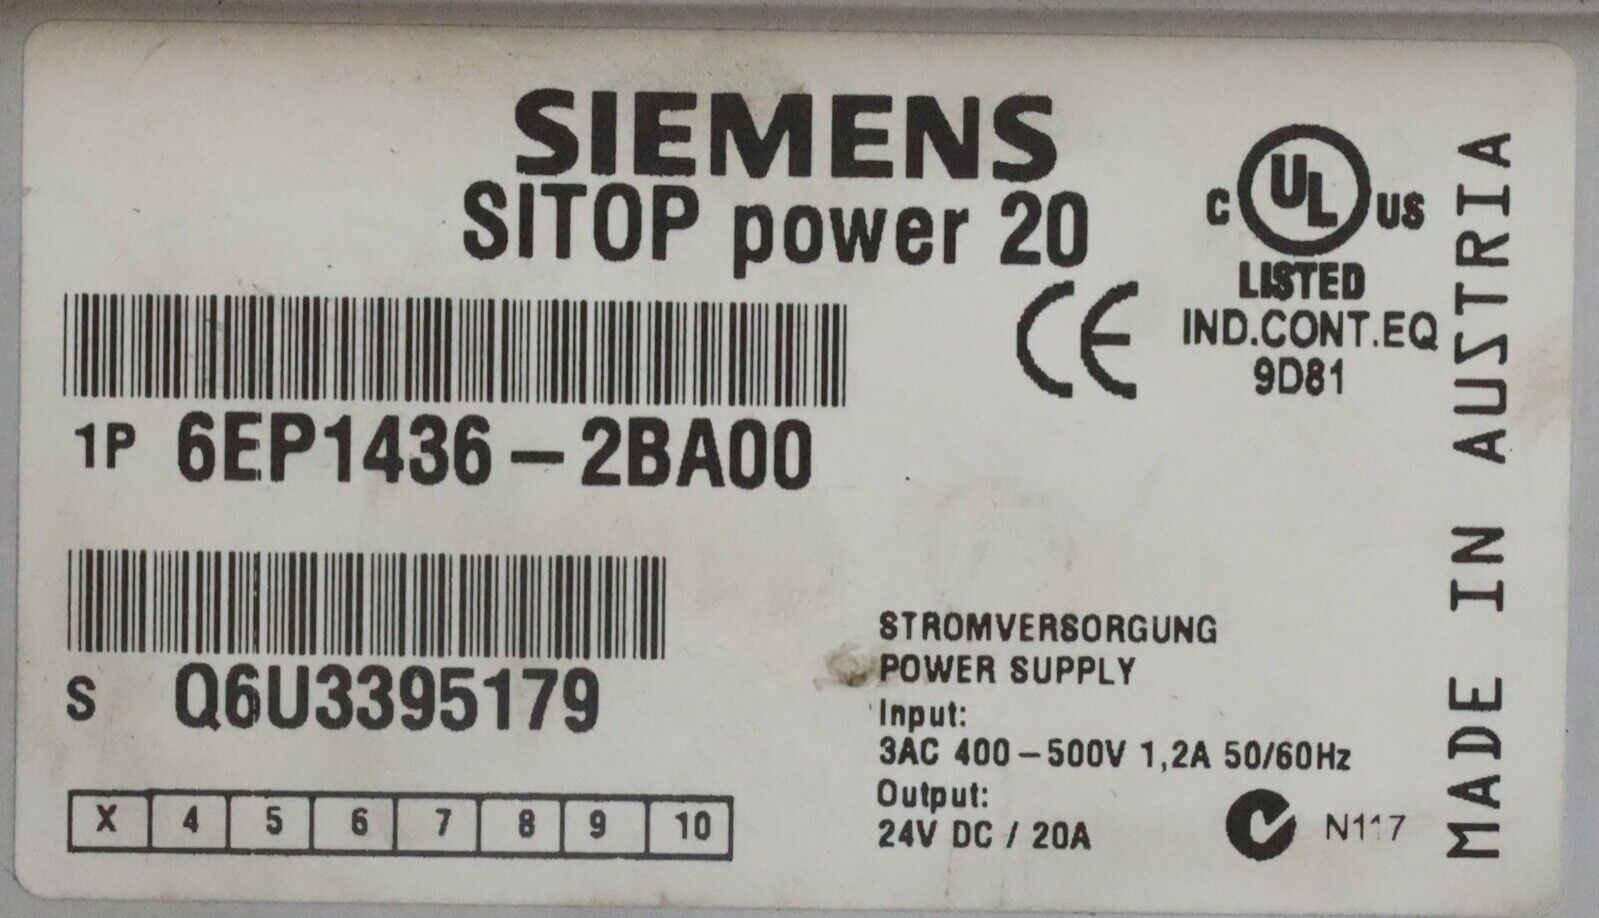 SIEMENS
SITOP power 20
C UL US
LISTED
IND.CONT.EQ
9D81
CE
1P 6EP1436-2BA00
S Q6U3395179
X 4 5 6 7 8 9 10
STROMVERSORGUNG
POWER SUPPLY
Input:
3AC 400-500V 1,2A 50/60Hz
Output:
24V DC / 20A
N117
MADE IN AUSTRIA